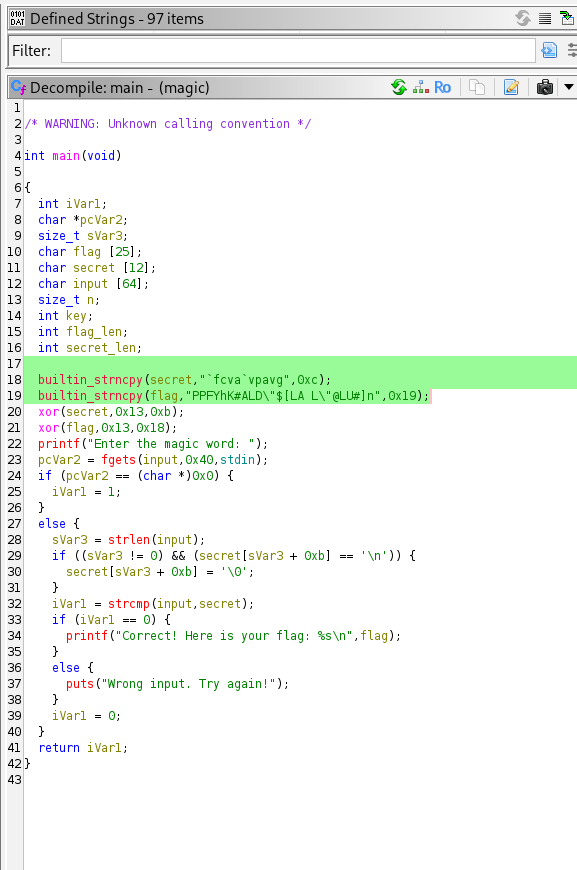 Defined Strings - 97 items
Filter:
Decompile: main - (magic)
Ro
1
2 /* WARNING: Unknown calling convention */
3
4 int main(void)
5
6 {
7   int iVar1;
8   char *pcVar2;
9   size_t sVar3;
10   char flag [25];
11   char secret [12];
12   char input [64];
13   size_t n;
14   int key;
15   int flag_len;
16   int secret_len;
17
18   builtin_strncpy(secret,"`fcva`vpavg",0xc);
19   builtin_strncpy(flag,"PPFYhK#ALD\"$[LA L\"@LU#]n",0x19);
20   xor(secret,0x13,0xb);
21   xor(flag,0x13,0x18);
22   printf("Enter the magic word: ");
23   pcVar2 = fgets(input,0x40,stdin);
24   if (pcVar2 == (char *)0x0) {
25     iVar1 = 1;
26   }
27   else {
28     sVar3 = strlen(input);
29     if ((sVar3 != 0) && (secret[sVar3 + 0xb] == '\n')) {
30       secret[sVar3 + 0xb] = '\0';
31     }
32     iVar1 = strcmp(input,secret);
33     if (iVar1 == 0) {
34       printf("Correct! Here is your flag: %s\n",flag);
35     }
36     else {
37       puts("Wrong input. Try again!");
38     }
39     iVar1 = 0;
40   }
41   return iVar1;
42 }
43